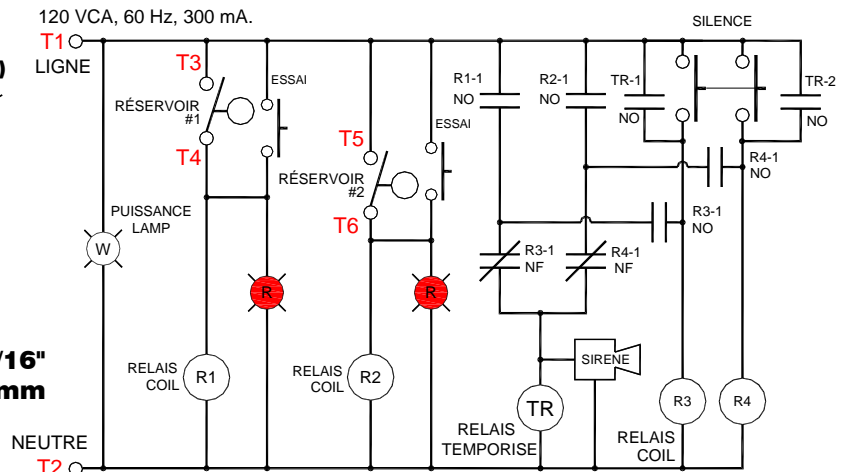 120 VCA, 60 Hz, 300 mA.
SILENCE
T1
)
LIGNE
T3
ESSAI
R1-1
NO
R2-1
NO
TR-1
NO
TR-2
NO
RÉSERVOIR
#1
T4
T5
ESSAI
RÉSERVOIR
#2
T6
R4-1
NO
R3-1
NO
PUISSANCE
LAMP
W
R
R
R3-1
NF
R4-1
NF
/16"
mm
RELAIS
COIL
R1
RELAIS
COIL
R2
SIRENE
TR
RELAIS
TEMPORISE
R3
R4
RELAIS
COIL
NEUTRE
T2